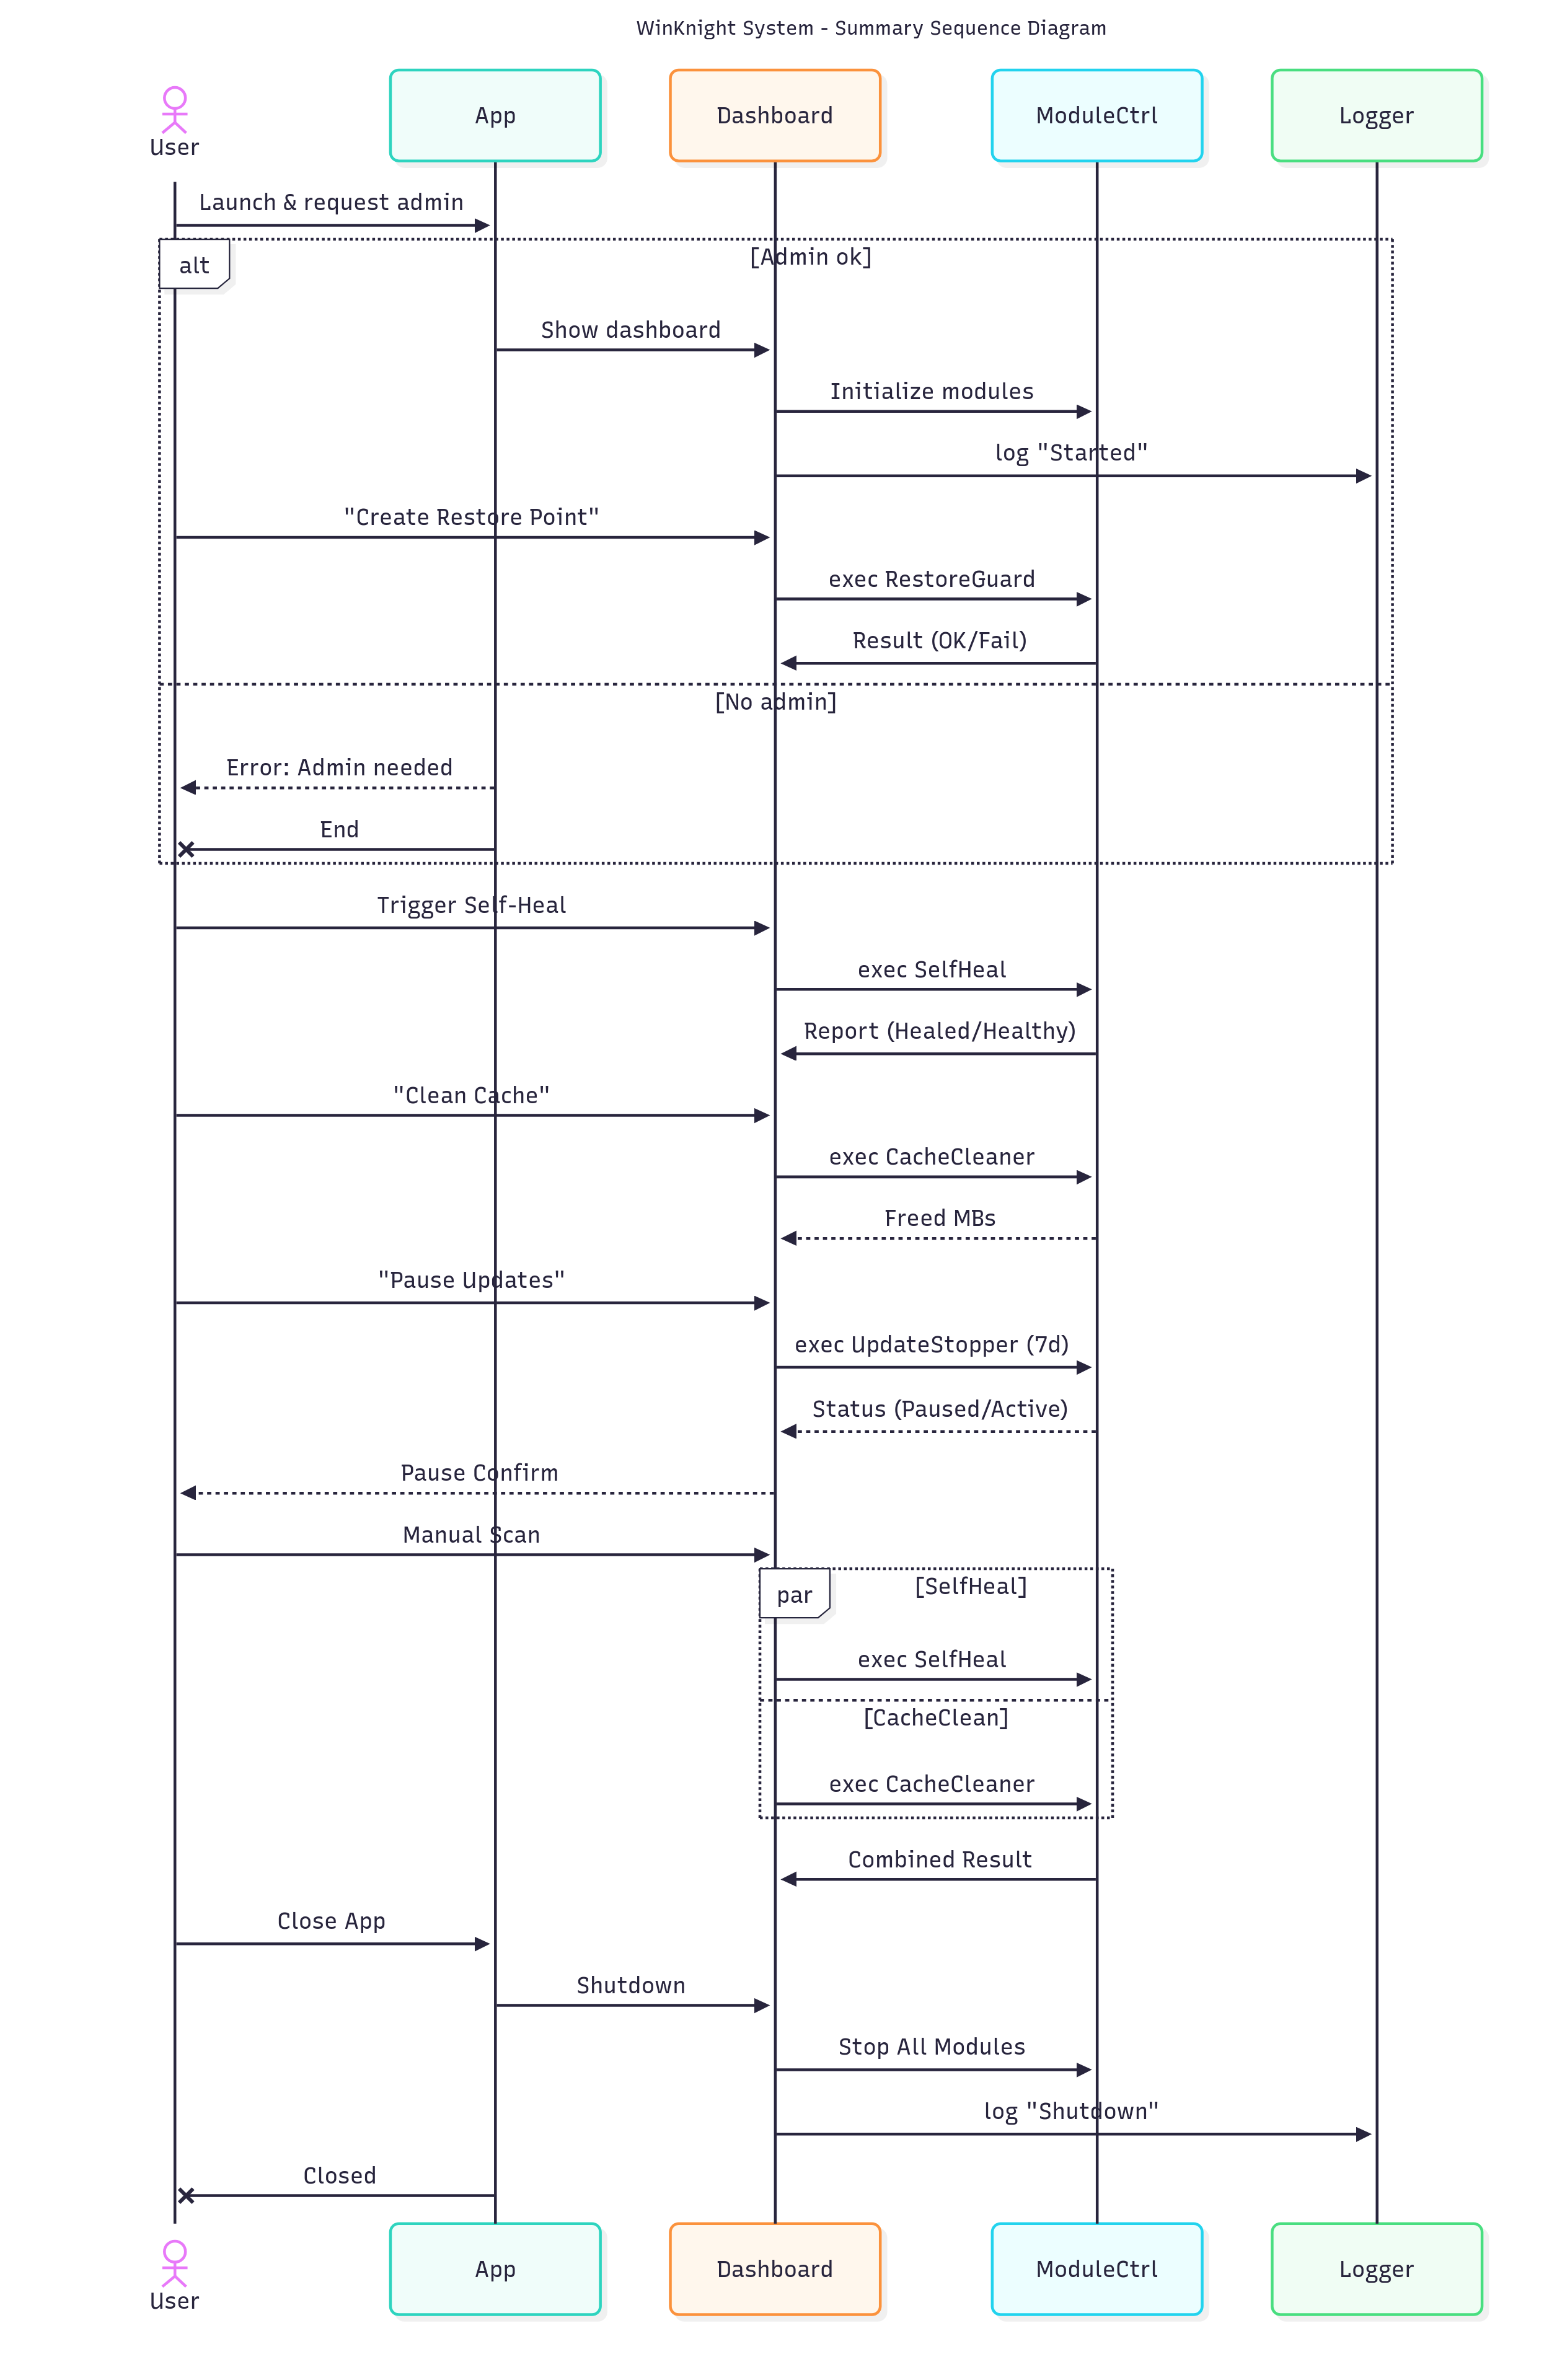 WinKnight System - Summary Sequence Diagram
User
App
Dashboard
ModuleCtrl
Logger
Launch & request admin
alt
[Admin ok]
Show dashboard
Initialize modules
log "Started"
"Create Restore Point"
exec RestoreGuard
Result (OK/Fail)
[No admin]
Error: Admin needed
End
Trigger Self-Heal
exec SelfHeal
Report (Healed/Healthy)
"Clean Cache"
exec CacheCleaner
Freed MBs
"Pause Updates"
exec UpdateStopper (7d)
Status (Paused/Active)
Pause Confirm
Manual Scan
par
[SelfHeal]
exec SelfHeal
[CacheClean]
exec CacheCleaner
Combined Result
Close App
Shutdown
Stop All Modules
log "Shutdown"
Closed
User
App
Dashboard
ModuleCtrl
Logger